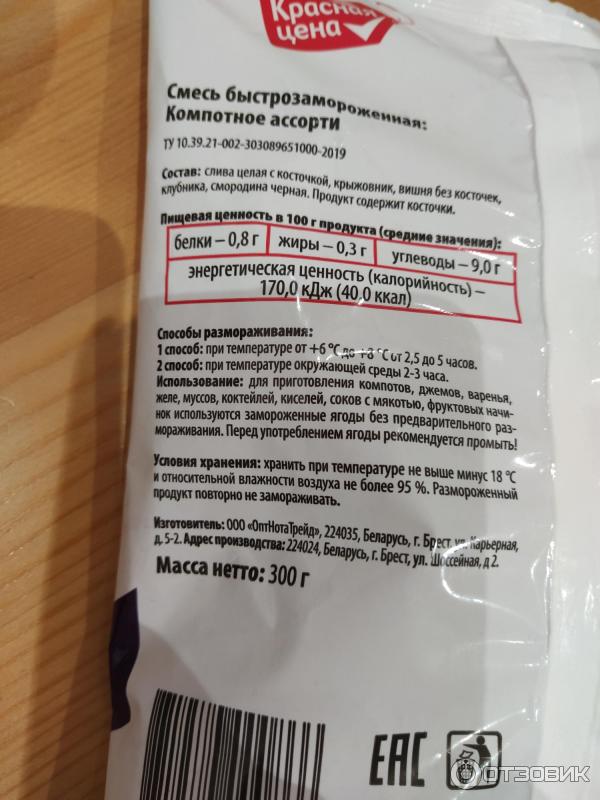 Красная
цена
Смесь быстрозамороженная:
Компотное ассорти
ТУ 10.39.21-002-303089651000-2019
Состав: слива целая с косточкой, крыжовник, вишня без косточек,
клубника, смородина черная. Продукт содержит косточки.
Пищевая ценность в 100 г продукта (средние значения):
белки – 0,8 г жиры – 0,3 г углеводы – 9,0 г
энергетическая ценность (калорийность) –
170,0 кДж (40,0 ккал)
Способы размораживания:
1 способ: при температуре от +6 °С до +8 °С от 2,5 до 5 часов.
2 способ: при температуре окружающей среды 2-3 часа.
Использование: для приготовления компотов, джемов, варенья,
желе, муссов, коктейлей, киселей, соков с мякотью, фруктовых начи-
нок используются замороженные ягоды без предварительного раз-
мораживания. Перед употреблением ягоды рекомендуется промыть!
Условия хранения: хранить при температуре не выше минус 18 °С
и относительной влажности воздуха не более 95 %. Размороженный
продукт повторно не замораживать.
Изготовитель: ООО «ОптНотаТрейд», 224035, Беларусь, г. Брест, ул. Карьерная,
д. 5-2. Адрес производства: 224024, Беларусь, г. Брест, ул. Шоссейная, д 2.
Масса нетто: 300 г
ЕАС
ОТЗОВИК